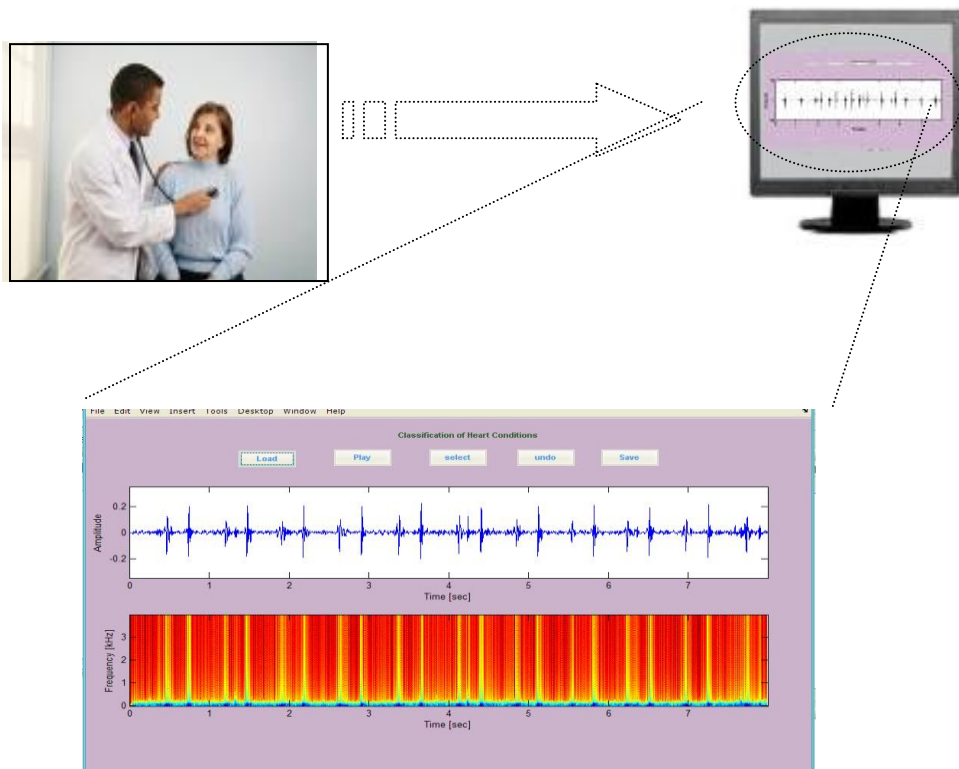 File Edit View Insert Tools Desktop Window Help
Classification of Heart Conditions
Load Play select undo Save
Amplitude
0.2
0
-0.2
0 1 2 3 4 5 6 7
Time [sec]
Frequency [kHz]
3
2
1
0
0 1 2 3 4 5 6 7
Time [sec]